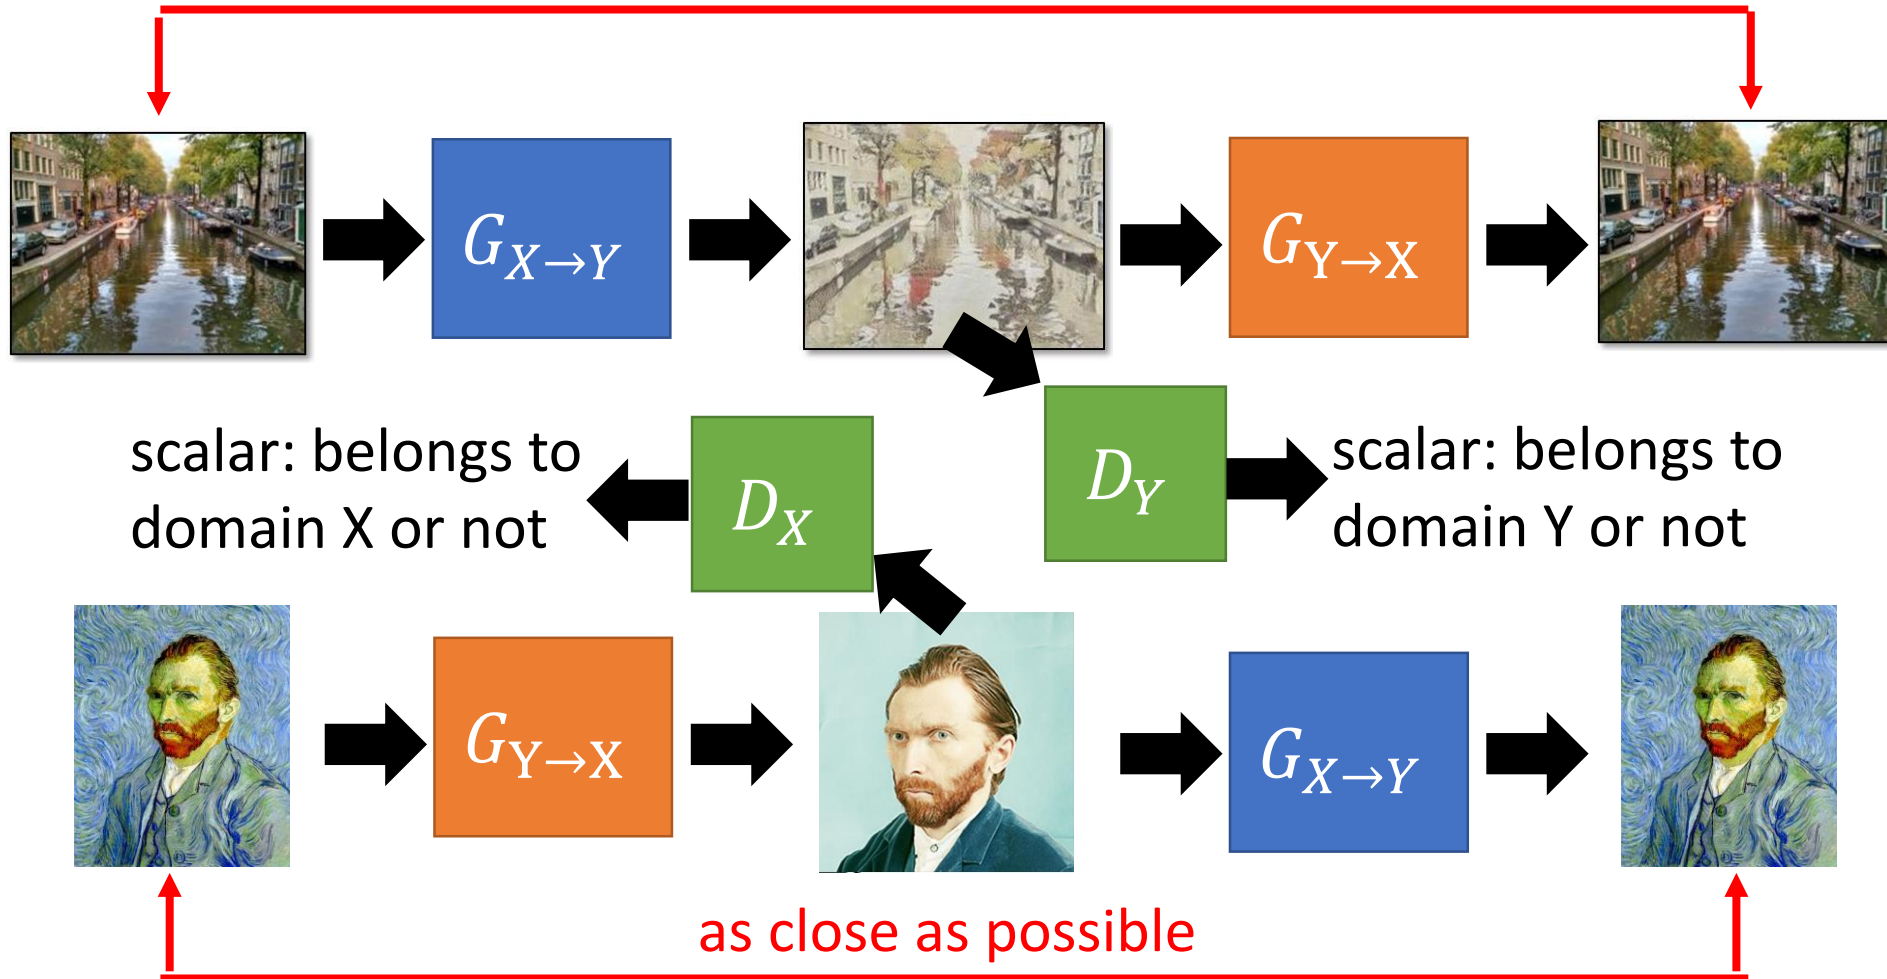 G_{X→Y}
G_{Y→X}
scalar: belongs to
domain X or not
D_X
D_Y
scalar: belongs to
domain Y or not
G_{Y→X}
G_{X→Y}
as close as possible